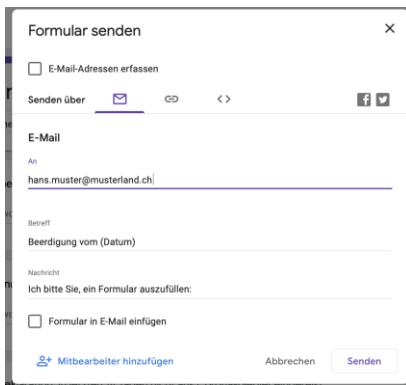 Formular senden
E-Mail-Adressen erfassen
Senden über
E-Mail
An
hans.muster@musterland.ch
Betreff
Beerdigung vom (Datum)
Nachricht
Ich bitte Sie, ein Formular auszufüllen:
Formular in E-Mail einfügen
Mitbearbeiter hinzufügen Abbrechen Senden